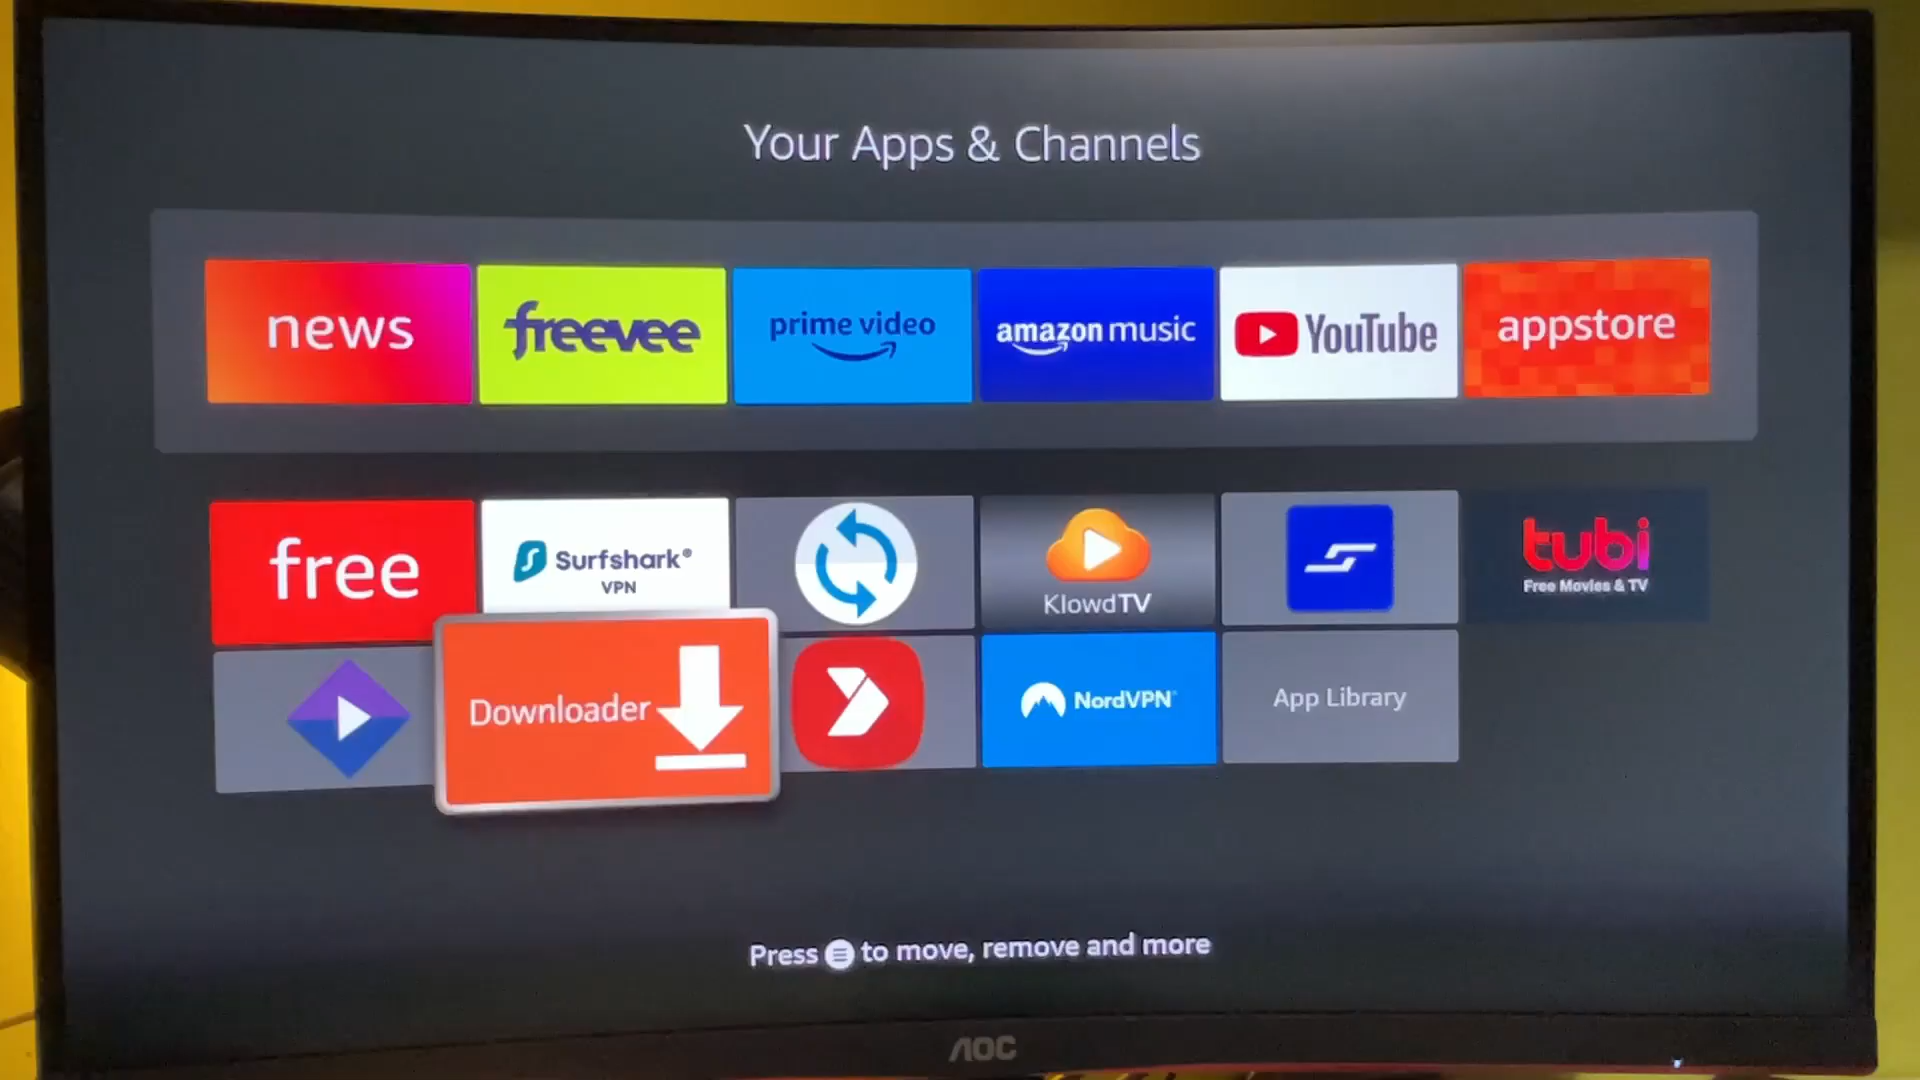 Your Apps & Channels
news
freevee
prime video
amazon music
YouTube
appstore
free
Surfshark®
VPN
KlowdTV
tubi
Free Movies & TV
Downloader
NordVPN
App Library
Press to move, remove and more
AOC